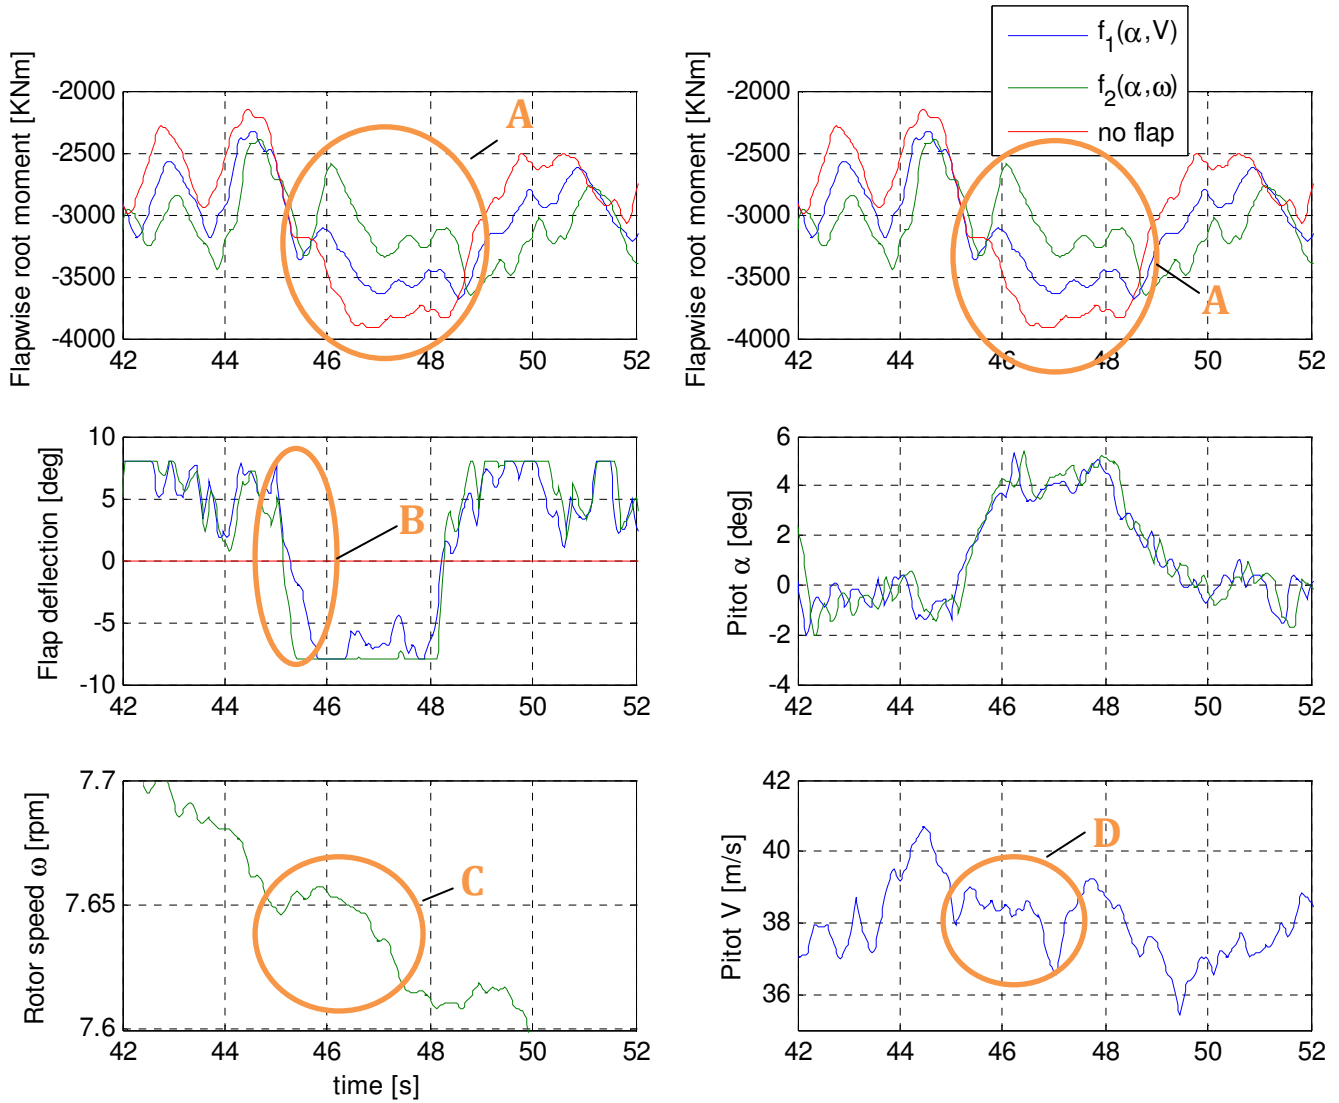 f1(α,V)
f2(α,ω)
no flap
Flapwise root moment [KNm]
-2000
-2500
-3000
-3500
-4000
42 44 46 48 50 52
A
Flapwise root moment [KNm]
-2000
-2500
-3000
-3500
-4000
42 44 46 48 50 52
A
Flap deflection [deg]
10
5
0
-5
-10
42 44 46 48 50 52
B
Pitot α [deg]
6
4
2
0
-2
-4
42 44 46 48 50 52
Rotor speed ω [rpm]
7.7
7.65
7.6
42 44 46 48 50 52
time [s]
C
Pitot V [m/s]
42
40
38
36
42 44 46 48 50 52
D